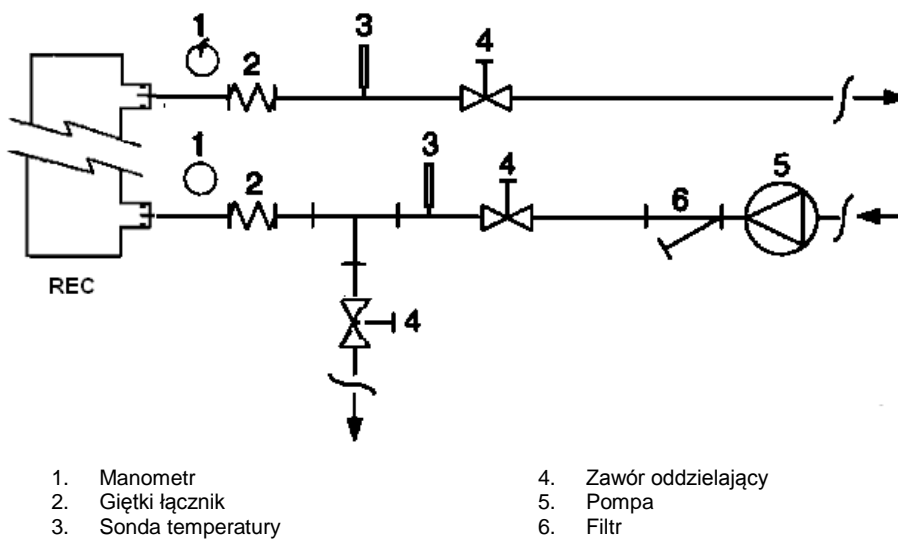 1 2 3 4
1 2 3 4 6 5
REC
4
1. Manometr
2. Giętki łącznik
3. Sonda temperatury
4. Zawór oddzielający
5. Pompa
6. Filtr